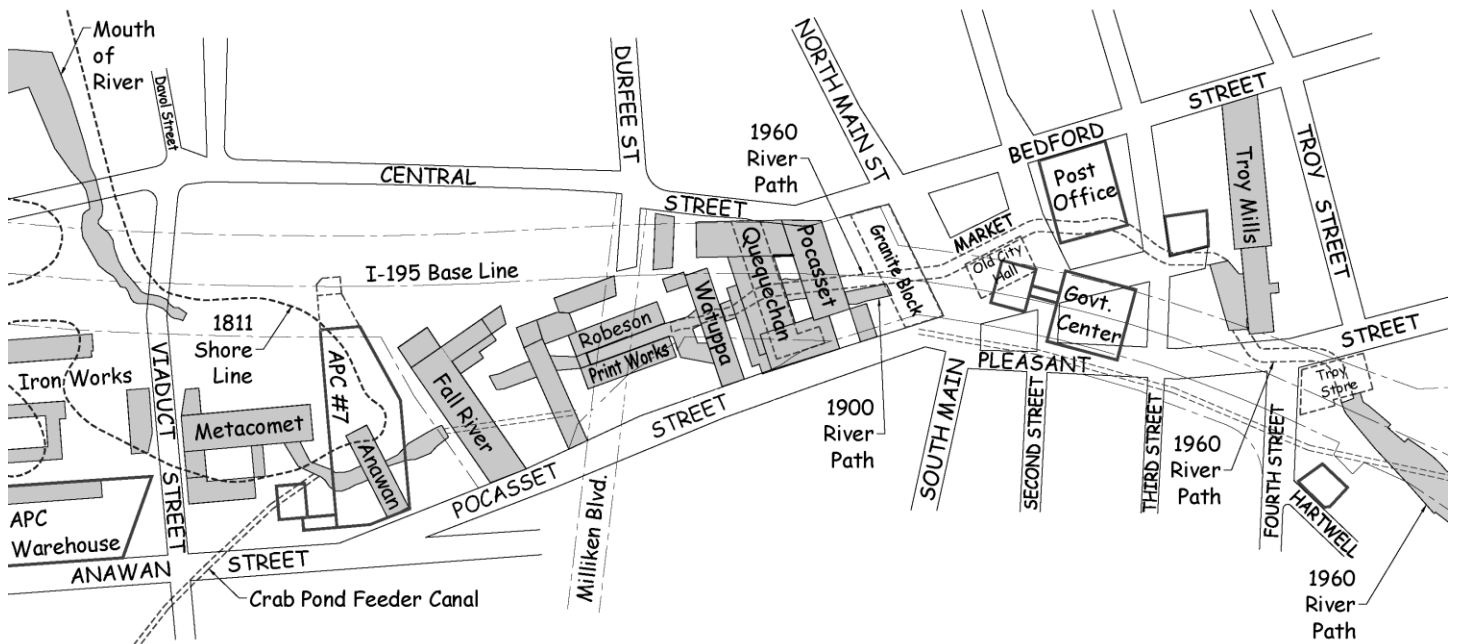 Mouth
of
River
Davol Street
DURFEE ST
NORTH MAIN ST
1960
River
Path
BEDFORD
STREET
CENTRAL
STREET
Post
Office
Troy Mills
TROY STREET
MARKET
Old City
Hall
Granite Block
Pocasset
Quequechan
Watuppa
I-195 Base Line
Govt.
Center
1811
Shore
Line
Robeson
Print Works
STREET
Iron Works
VIADUCT STREET
APC #7
Fall River
PLEASANT
Troy
Store
Metacomet
Anawan
STREET
1900
River
Path
SOUTH MAIN
SECOND STREET
THIRD STREET
1960
River
Path
FOURTH STREET
HARTWELL
POCASSET
Milliken Blvd.
APC
Warehouse
ANAWAN
STREET
Crab Pond Feeder Canal
1960
River
Path